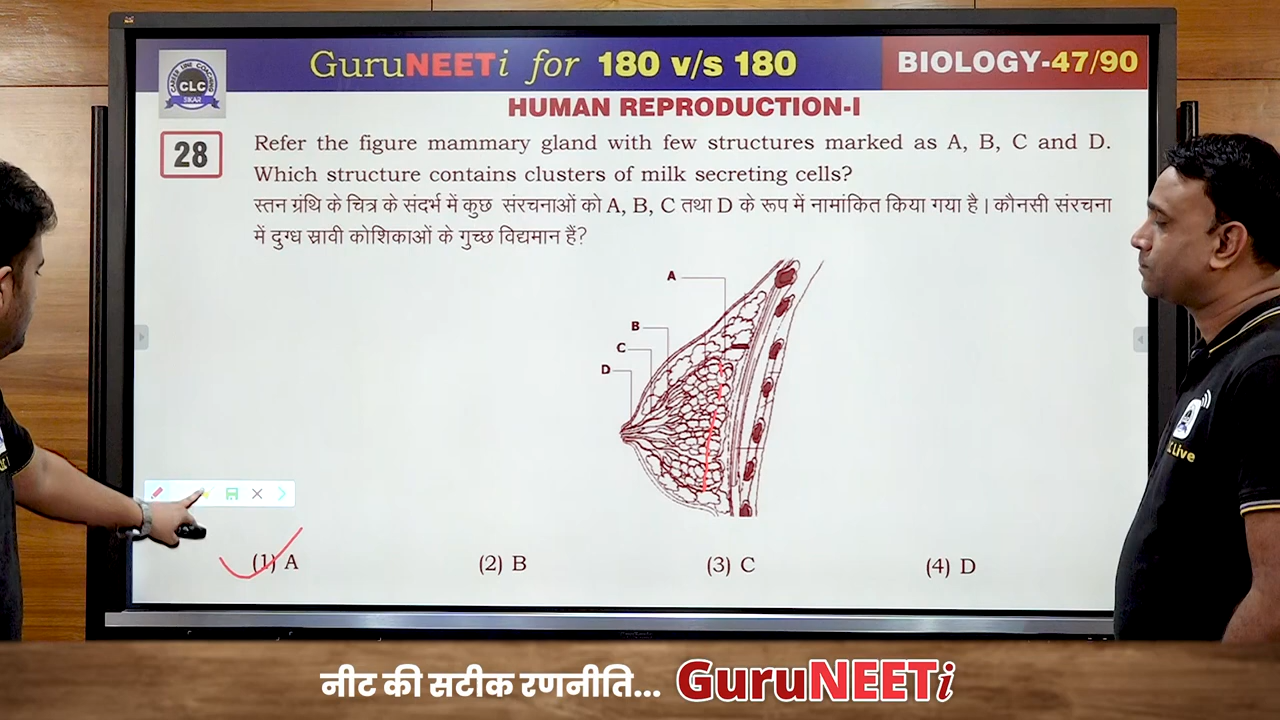 GuruNEETi for 180 v/s 180
BIOLOGY-47/90
CAREER LINE COACHING
CLC
SIKAR
HUMAN REPRODUCTION-I
28
Refer the figure mammary gland with few structures marked as A, B, C and D.
Which structure contains clusters of milk secreting cells?
स्तन ग्रंथि के चित्र के संदर्भ में कुछ संरचनाओं को A, B, C तथा D के रूप में नामांकित किया गया है। कौनसी संरचना
में दुग्ध स्रावी कोशिकाओं के गुच्छ विद्यमान हैं?
A
B
C
D
(1) A
(2) B
(3) C
(4) D
Live
नीट की सटीक रणनीति... GuruNEETi